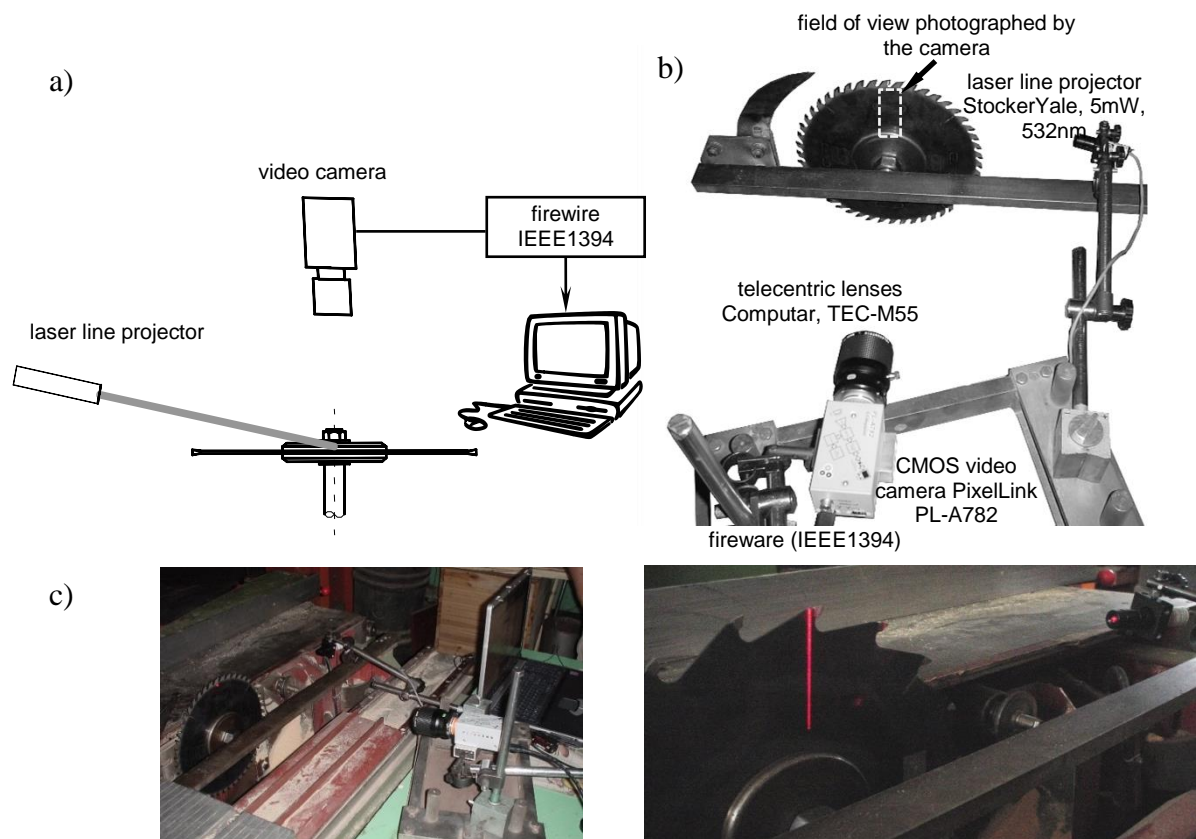 a)
video camera
firewire
IEEE1394
laser line projector
b)
field of view photographed by
the camera
laser line projector
StockerYale, 5mW,
532nm
telecentric lenses
Computar, TEC-M55
CMOS video
camera PixelLink
PL-A782
fireware (IEEE1394)
c)